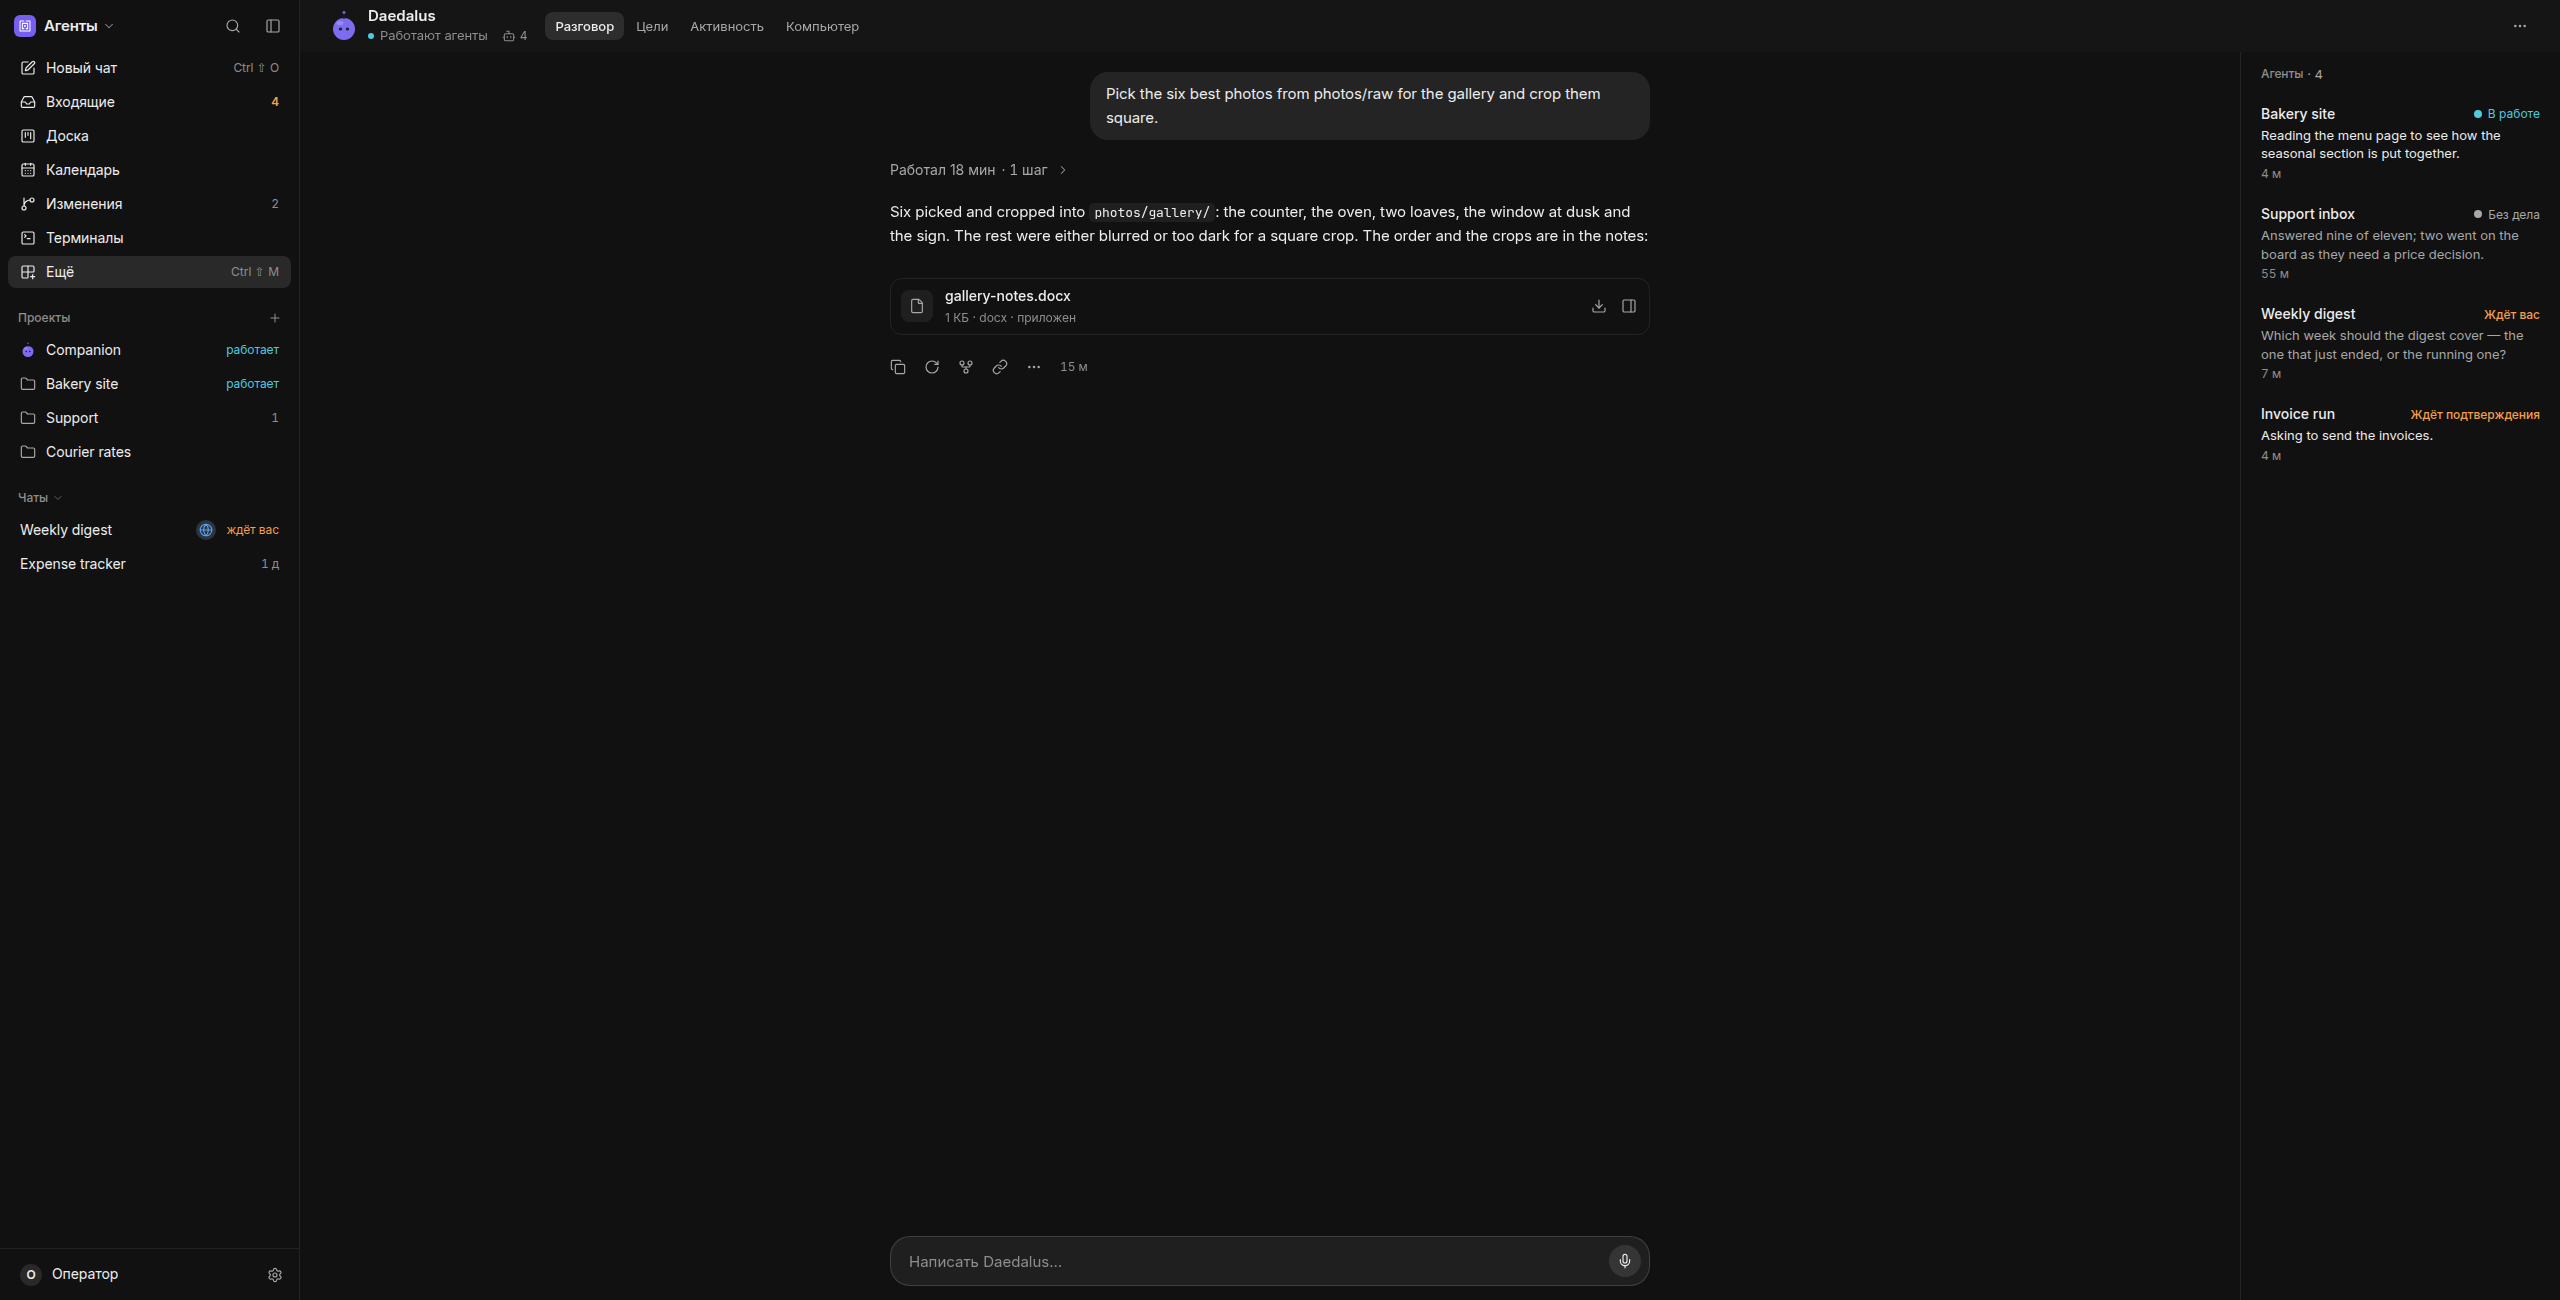 Агенты
Новый чат Ctrl ⇧ O
Входящие 4
Доска
Календарь
Изменения 2
Терминалы
Ещё Ctrl ⇧ M
Проекты
Companion работает
Bakery site работает
Support 1
Courier rates
Чаты
Weekly digest ждёт вас
Expense tracker 1 д
О Оператор
Daedalus
Работают агенты 4
Разговор Цели Активность Компьютер
Pick the six best photos from photos/raw for the gallery and crop them
square.
Работал 18 мин · 1 шаг
Six picked and cropped into photos/gallery/: the counter, the oven, two loaves, the window at dusk and
the sign. The rest were either blurred or too dark for a square crop. The order and the crops are in the notes:
gallery-notes.docx
1 КБ · docx · приложен
15 м
Написать Daedalus...
Агенты · 4
Bakery site В работе
Reading the menu page to see how the
seasonal section is put together.
4 м
Support inbox Без дела
Answered nine of eleven; two went on the
board as they need a price decision.
55 м
Weekly digest Ждёт вас
Which week should the digest cover — the
one that just ended, or the running one?
7 м
Invoice run Ждёт подтверждения
Asking to send the invoices.
4 м